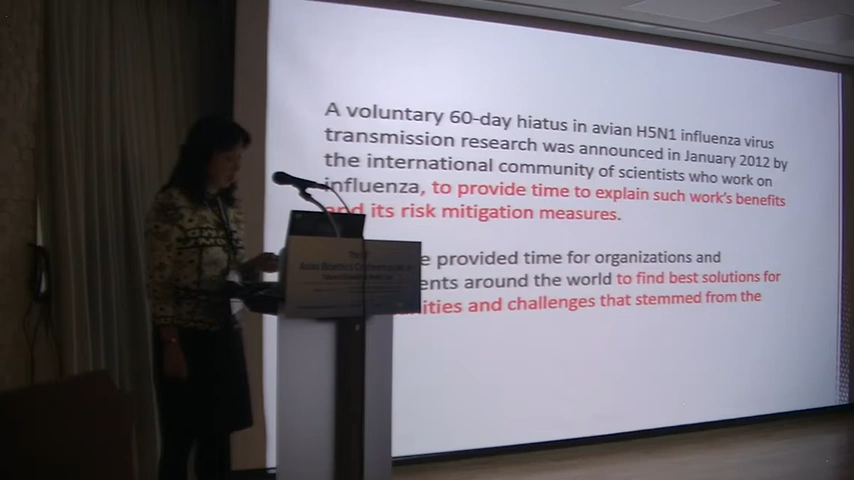 A voluntary 60-day hiatus in avian H5N1 influenza virus
transmission research was announced in January 2012 by
the international community of scientists who work on
influenza, to provide time to explain such work's benefits
and its risk mitigation measures.
provided time for organizations and
around the world to find best solutions for
and challenges that stemmed from the
Asian Bioethics Conference